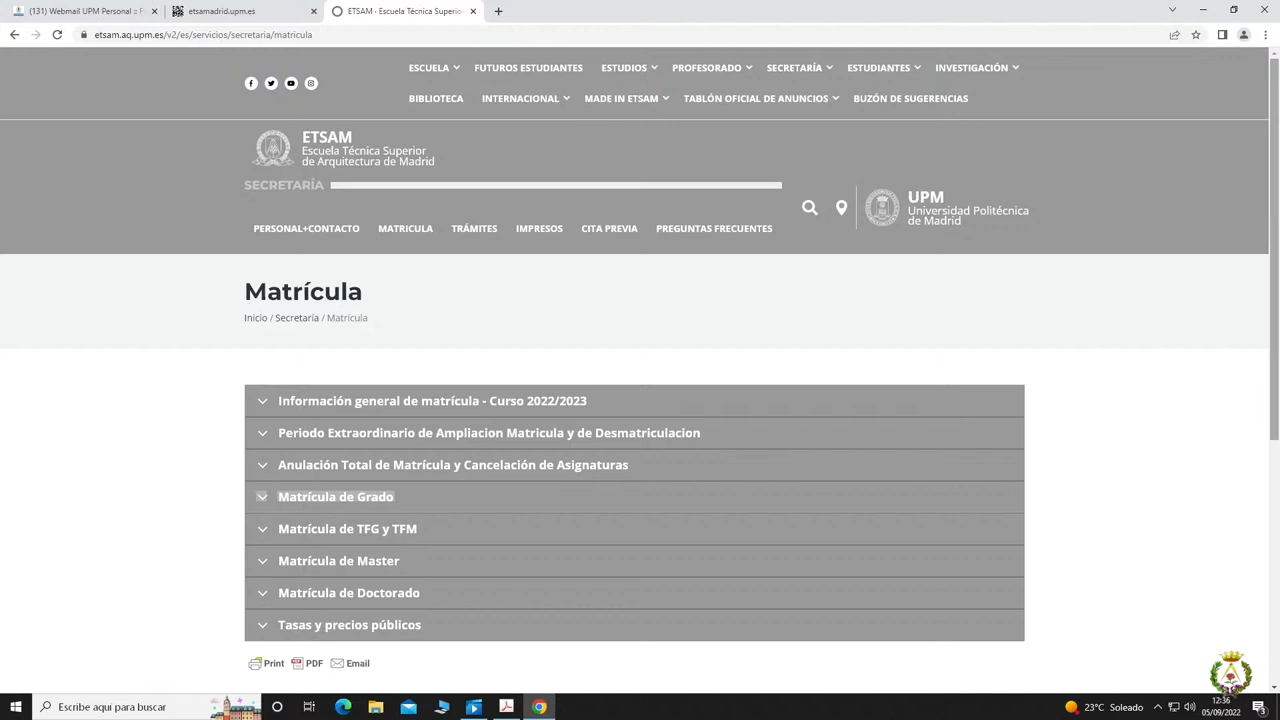 (131) Webmail UPM Personal :: F
etsamadrid.upm.es
ETSAM - Escuela Técnica Superio
etsam.aq.upm.es/v2/es/servicios/secretaria/matricula
ESCUELA FUTUROS ESTUDIANTES ESTUDIOS PROFESORADO SECRETARÍA ESTUDIANTES INVESTIGACIÓN
BIBLIOTECA INTERNACIONAL MADE IN ETSAM TABLÓN OFICIAL DE ANUNCIOS BUZÓN DE SUGERENCIAS
ETSAM
Escuela Técnica Superior
de Arquitectura de Madrid
SECRETARÍA
UPM
Universidad Politécnica
de Madrid
PERSONAL+CONTACTO MATRICULA TRÁMITES IMPRESOS CITA PREVIA PREGUNTAS FRECUENTES
Matrícula
Inicio / Secretaría / Matrícula
Información general de matrícula - Curso 2022/2023
Periodo Extraordinario de Ampliacion Matricula y de Desmatriculacion
Anulación Total de Matrícula y Cancelación de Asignaturas
Matrícula de Grado
Matrícula de TFG y TFM
Matrícula de Master
Matrícula de Doctorado
Tasas y precios públicos
Print PDF Email
Escribe aquí para buscar
23°C Soleado
12:36
05/09/2022